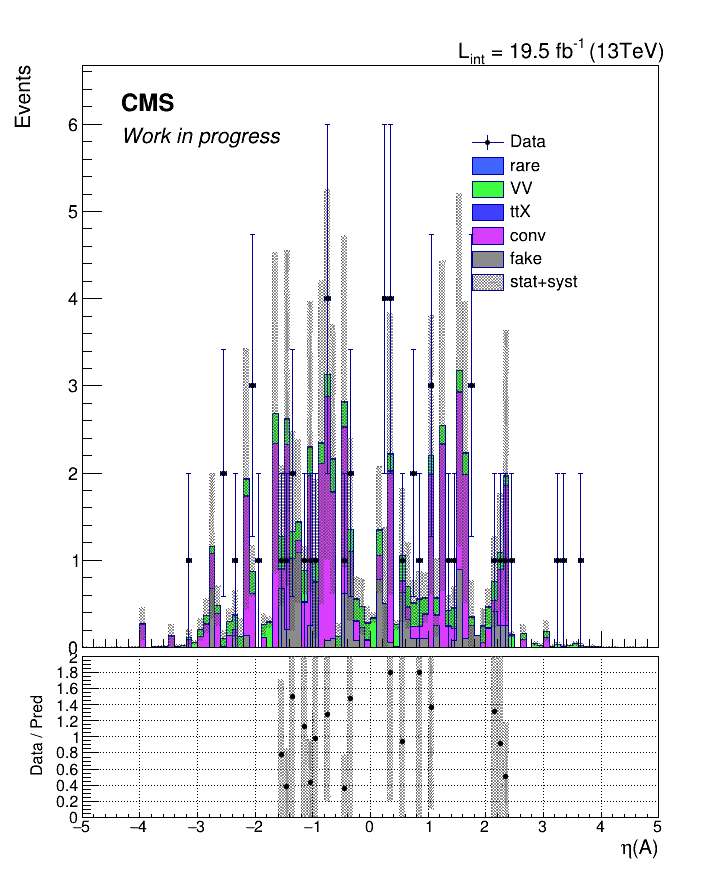 L_int = 19.5 fb^-1 (13TeV)
Events
CMS
Work in progress
Data
rare
VV
ttX
conv
fake
stat+syst
6
5
4
3
2
1
0
Data / Pred
2
1.8
1.6
1.4
1.2
1
0.8
0.6
0.4
0.2
0
−5 −4 −3 −2 −1 0 1 2 3 4 5
η(A)